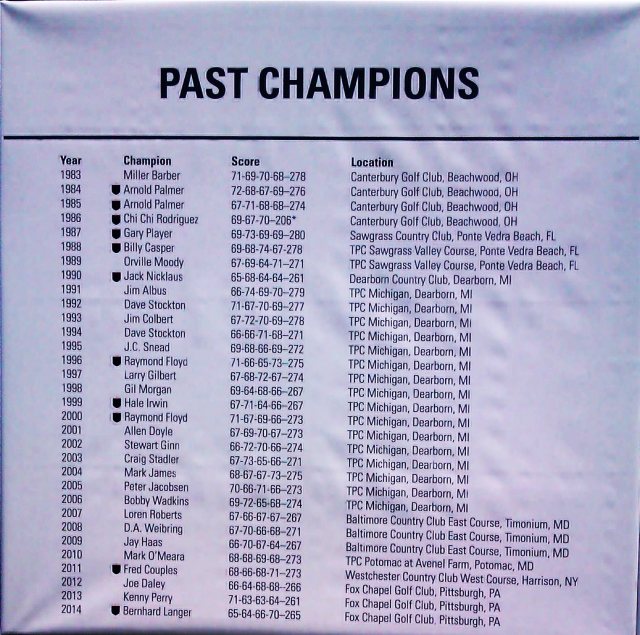 PAST CHAMPIONS
Year Champion Score Location
1983 Miller Barber 71-69-70-68–278 Canterbury Golf Club, Beachwood, OH
1984 Arnold Palmer 72-68-67-69–276 Canterbury Golf Club, Beachwood, OH
1985 Arnold Palmer 67-71-68-68–274 Canterbury Golf Club, Beachwood, OH
1986 Chi Chi Rodriguez 69-67-70–206* Canterbury Golf Club, Beachwood, OH
1987 Gary Player 69-73-69-69–280 Sawgrass Country Club, Ponte Vedra Beach, FL
1988 Billy Casper 69-68-74-67-278 TPC Sawgrass Valley Course, Ponte Vedra Beach, FL
1989 Orville Moody 67-69-64-71–271 TPC Sawgrass Valley Course, Ponte Vedra Beach, FL
1990 Jack Nicklaus 65-68-64-64–261 Dearborn Country Club, Dearborn, MI
1991 Jim Albus 66-74-69-70–279 TPC Michigan, Dearborn, MI
1992 Dave Stockton 71-67-70-69–277 TPC Michigan, Dearborn, MI
1993 Jim Colbert 67-72-70-69–278 TPC Michigan, Dearborn, MI
1994 Dave Stockton 66-66-71-68–271 TPC Michigan, Dearborn, MI
1995 J.C. Snead 69-68-66-69–272 TPC Michigan, Dearborn, MI
1996 Raymond Floyd 71-66-65-73–275 TPC Michigan, Dearborn, MI
1997 Larry Gilbert 67-68-72-67–274 TPC Michigan, Dearborn, MI
1998 Gil Morgan 69-64-68-66–267 TPC Michigan, Dearborn, MI
1999 Hale Irwin 67-71-64-66–267 TPC Michigan, Dearborn, MI
2000 Raymond Floyd 71-67-69-66–273 TPC Michigan, Dearborn, MI
2001 Allen Doyle 67-69-70-67–273 TPC Michigan, Dearborn, MI
2002 Stewart Ginn 66-72-70-66–274 TPC Michigan, Dearborn, MI
2003 Craig Stadler 67-73-65-66–271 TPC Michigan, Dearborn, MI
2004 Mark James 68-67-67-73–275 TPC Michigan, Dearborn, MI
2005 Peter Jacobsen 70-66-71-66–273 TPC Michigan, Dearborn, MI
2006 Bobby Wadkins 69-72-65-68–274 TPC Michigan, Dearborn, MI
2007 Loren Roberts 67-66-67-67–267 Baltimore Country Club East Course, Timonium, MD
2008 D.A. Weibring 67-70-66-68–271 Baltimore Country Club East Course, Timonium, MD
2009 Jay Haas 66-70-67-64–267 Baltimore Country Club East Course, Timonium, MD
2010 Mark O'Meara 68-68-69-68–273 TPC Potomac at Avenel Farm, Potomac, MD
2011 Fred Couples 68-66-68-71–273 Westchester Country Club West Course, Harrison, NY
2012 Joe Daley 66-64-68-68–266 Fox Chapel Golf Club, Pittsburgh, PA
2013 Kenny Perry 71-63-63-64–261 Fox Chapel Golf Club, Pittsburgh, PA
2014 Bernhard Langer 65-64-66-70–265 Fox Chapel Golf Club, Pittsburgh, PA